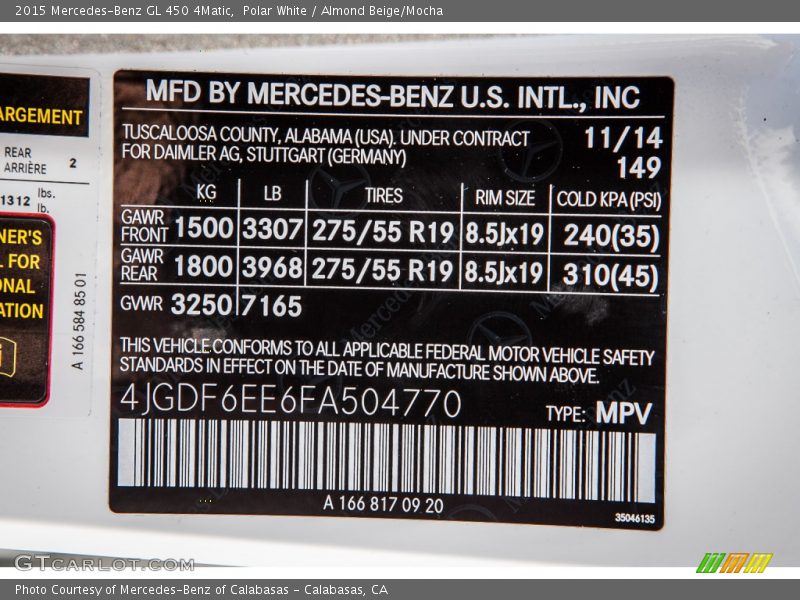 2015 Mercedes-Benz GL 450 4Matic,  Polar White / Almond Beige/Mocha
ARGEMENT
REAR
ARRIÈRE 2
1312 lbs.
lb.
NER'S
L FOR
ONAL
ATION
A 166 584 85 01
MFD BY MERCEDES-BENZ U.S. INTL., INC
TUSCALOOSA COUNTY, ALABAMA (USA). UNDER CONTRACT 11/14
FOR DAIMLER AG, STUTTGART (GERMANY) 149
KG LB TIRES RIM SIZE COLD KPA (PSI)
GAWR FRONT 1500 3307 275/55 R19 8.5Jx19 240(35)
GAWR REAR 1800 3968 275/55 R19 8.5Jx19 310(45)
GVWR 3250 7165
THIS VEHICLE CONFORMS TO ALL APPLICABLE FEDERAL MOTOR VEHICLE SAFETY
STANDARDS IN EFFECT ON THE DATE OF MANUFACTURE SHOWN ABOVE.
4JGDF6EE6FA504770 TYPE: MPV
A 166 817 09 20
35046135
GTCARLOT.COM
Photo Courtesy of Mercedes-Benz of Calabasas - Calabasas, CA